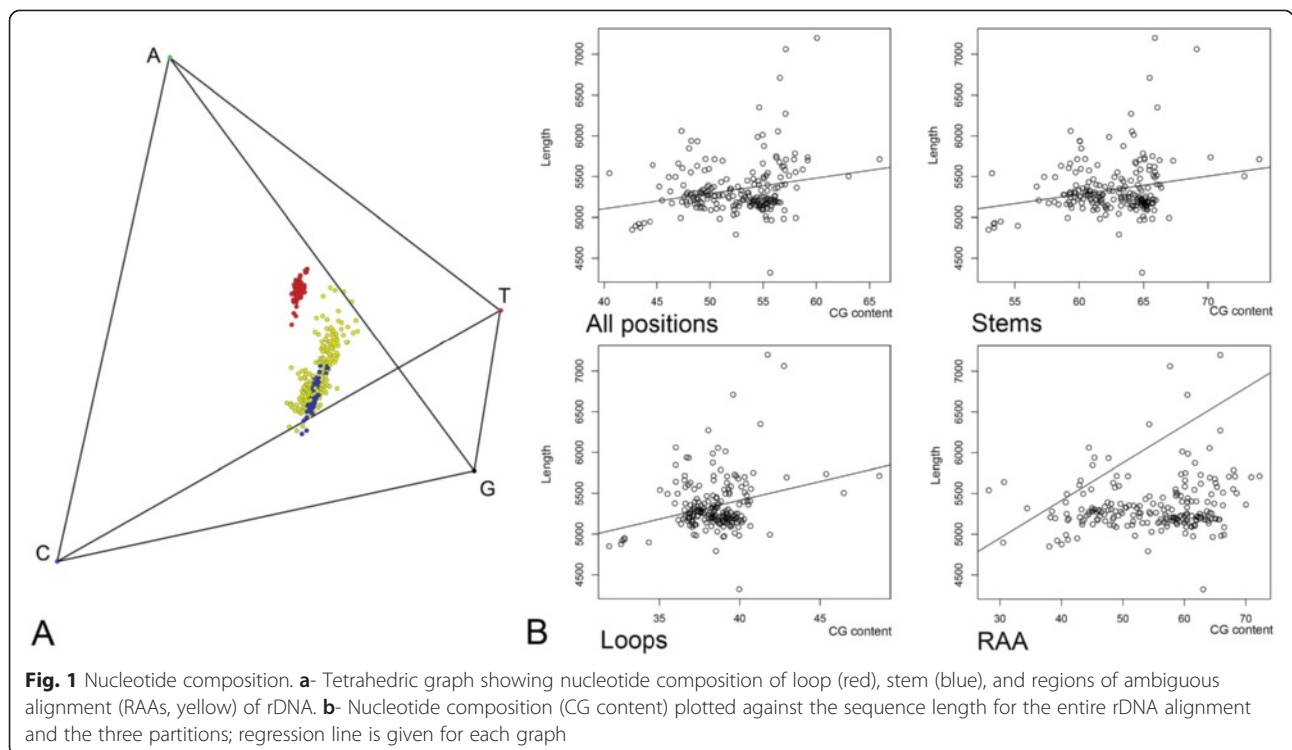 A
T
G
C
A
B
Length
7000
6500
6000
5500
5000
4500
40 45 50 55 60 65
CG content
All positions
Length
7000
6500
6000
5500
5000
4500
55 60 65 70
CG content
Stems
Length
7000
6500
6000
5500
5000
4500
35 40 45
CG content
Loops
Length
7000
6500
6000
5500
5000
4500
30 40 50 60 70
CG content
RAA
Fig. 1 Nucleotide composition. a- Tetrahedric graph showing nucleotide composition of loop (red), stem (blue), and regions of ambiguous
alignment (RAAs, yellow) of rDNA. b- Nucleotide composition (CG content) plotted against the sequence length for the entire rDNA alignment
and the three partitions; regression line is given for each graph